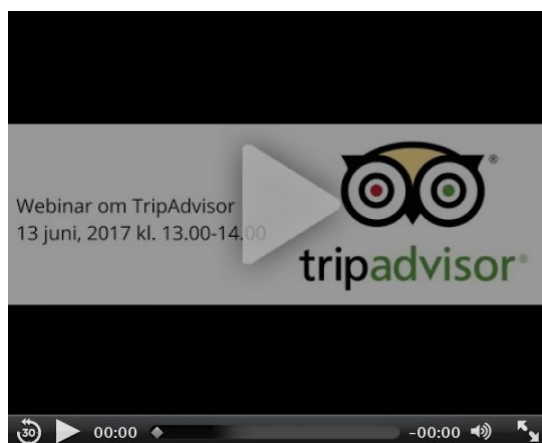 Webinar om TripAdvisor
13 juni, 2017 kl. 13.00-14.00
tripadvisor®
30
00:00
-00:00